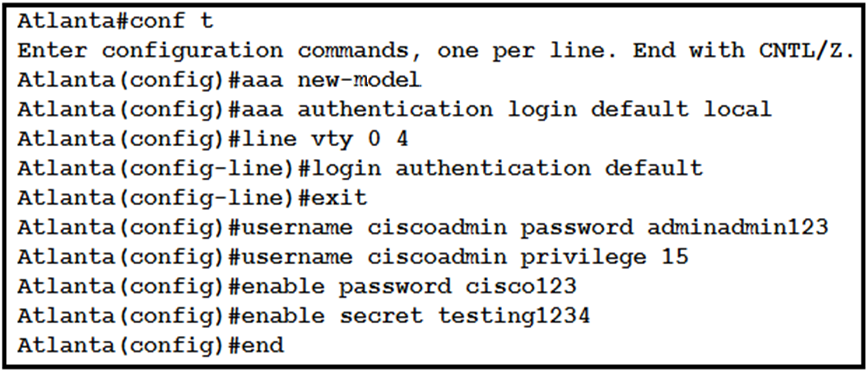 Atlanta#conf t
Enter configuration commands, one per line. End with CNTL/Z.
Atlanta(config)#aaa new-model
Atlanta(config)#aaa authentication login default local
Atlanta(config)#line vty 0 4
Atlanta(config-line)#login authentication default
Atlanta(config-line)#exit
Atlanta(config)#username ciscoadmin password adminadmin123
Atlanta(config)#username ciscoadmin privilege 15
Atlanta(config)#enable password cisco123
Atlanta(config)#enable secret testing1234
Atlanta(config)#end